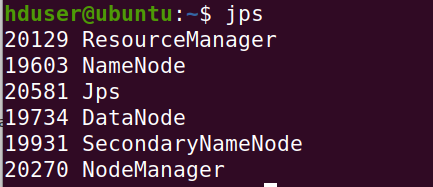 hduser@ubuntu:~$ jps
20129 ResourceManager
19603 NameNode
20581 Jps
19734 DataNode
19931 SecondaryNameNode
20270 NodeManager